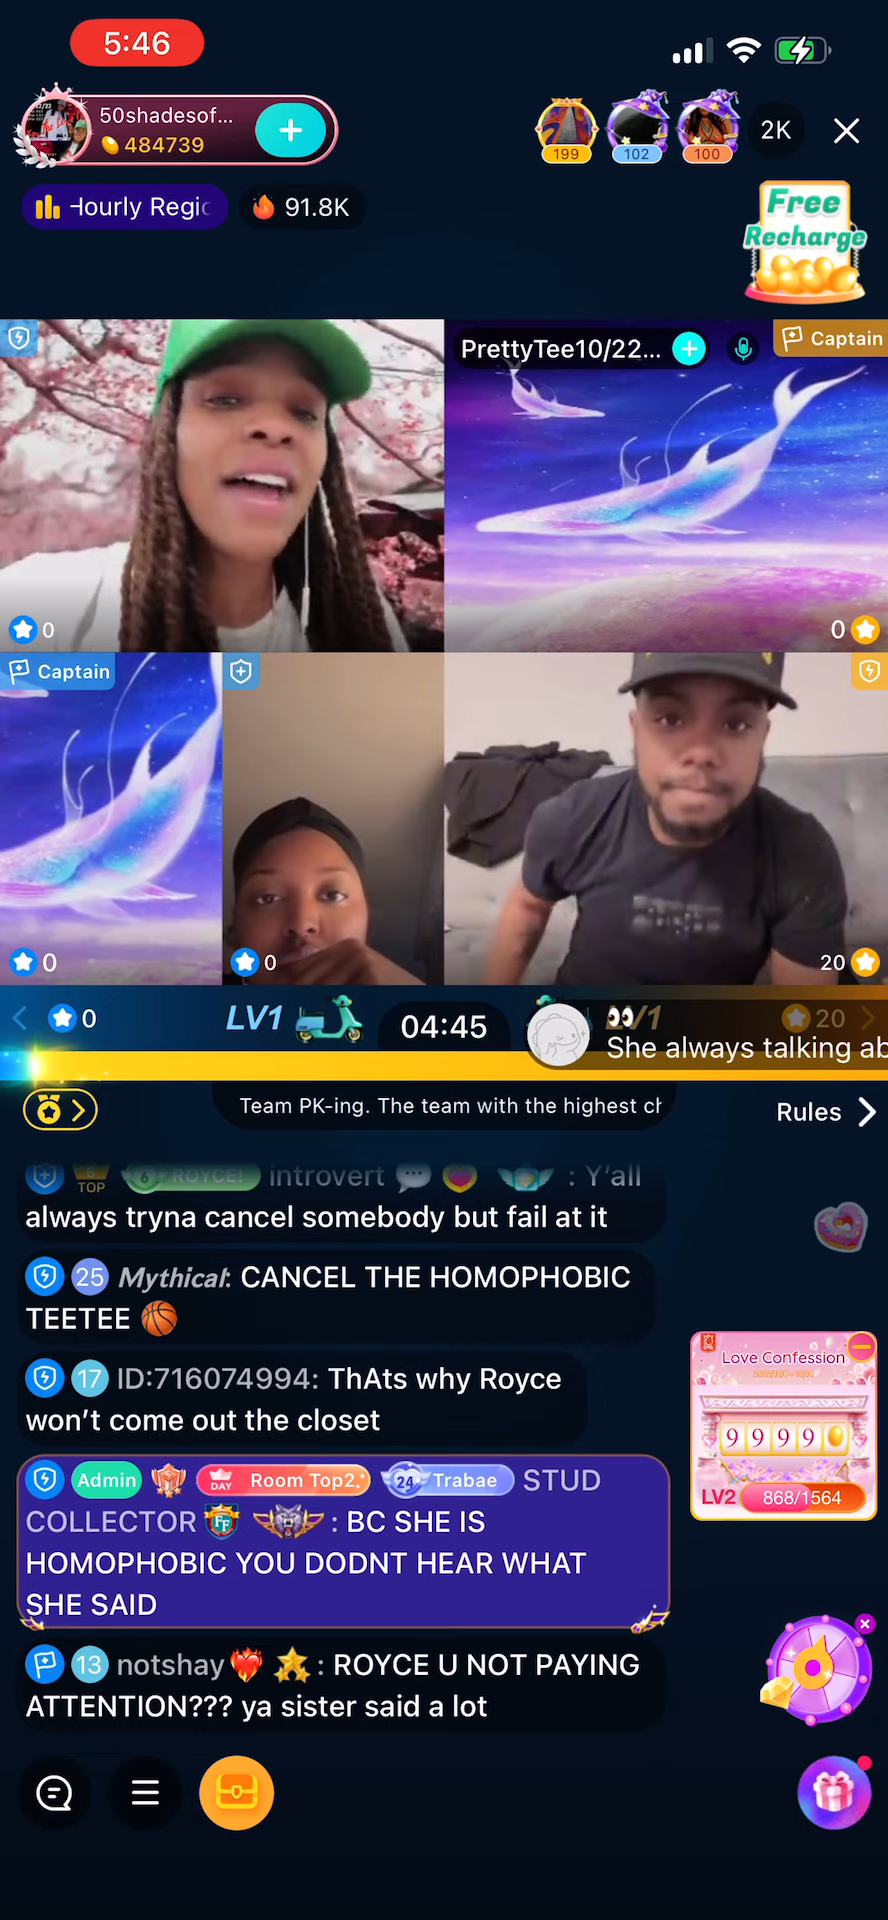 5:46
50shadesof...
484739
199
102
100
2K
Hourly Regic
91.8K
Free
Recharge
PrettyTee10/22...
Captain
0
0
Captain
0
0
20
0
LV1
04:45
20
She always talking ab
Team PK-ing. The team with the highest ch
Rules
TOP
6 ROYCE! introvert : Y'all
always tryna cancel somebody but fail at it
25 Mythical: CANCEL THE HOMOPHOBIC
TEETEE
17 ID:716074994: ThAts why Royce
won't come out the closet
Love Confession
9 9 9 9
LV2 868/1564
Admin DAY Room Top2. 24 Trabae STUD
COLLECTOR FF : BC SHE IS
HOMOPHOBIC YOU DODNT HEAR WHAT
SHE SAID
13 notshay : ROYCE U NOT PAYING
ATTENTION??? ya sister said a lot